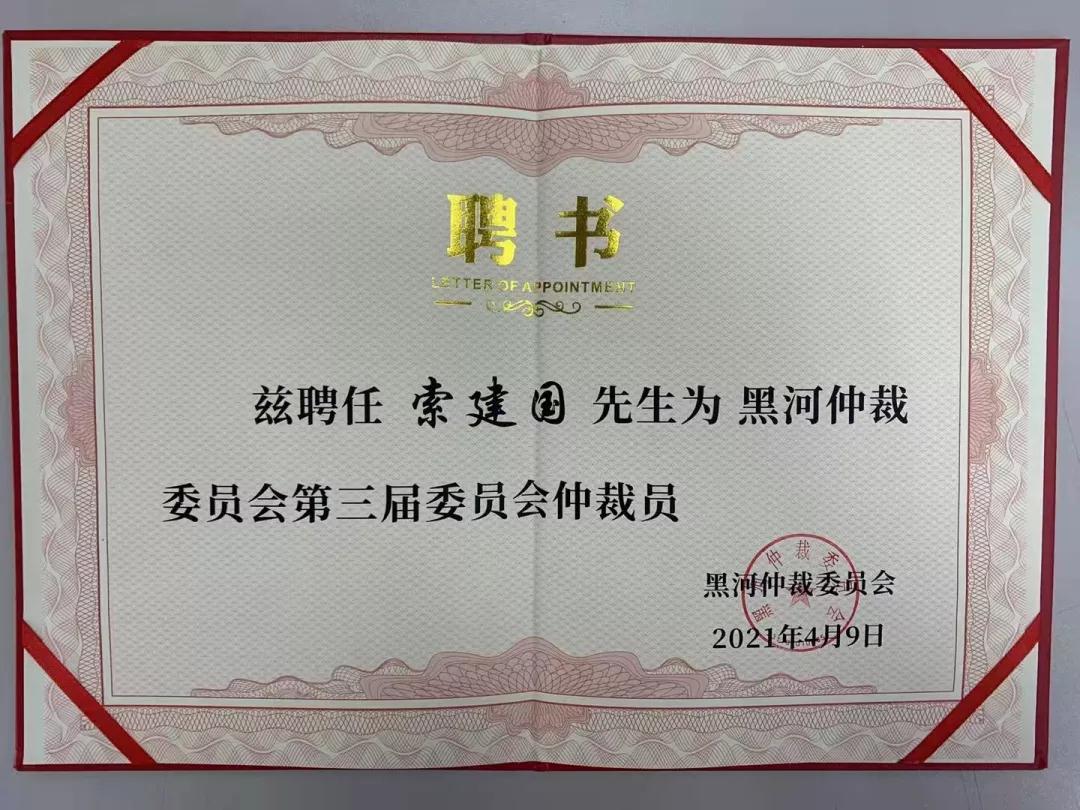 聘书
LETTER OF APPOINTMENT
兹聘任 索建国 先生为 黑河仲裁
委员会第三届委员会仲裁员
黑河仲裁委员会
2021年4月9日